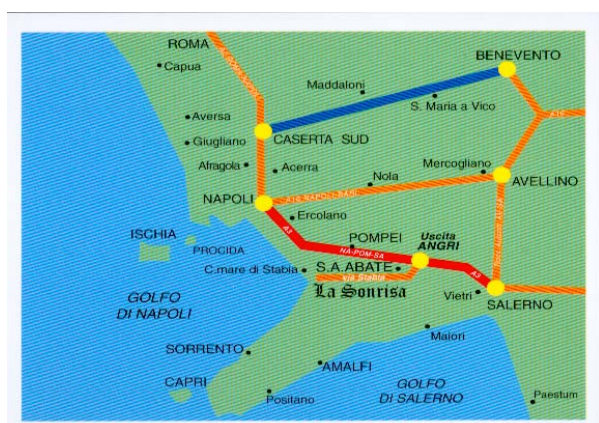 ROMA
BENEVENTO
Capua
Maddaloni
S. Maria a Vico
Aversa
A16
Giugliano
CASERTA SUD
Afragola
Acerra
Mercogliano
Nola
AVELLINO
NAPOLI
A16 NAPOLI-BARI
Ercolano
A3
ISCHIA
POMPEI
Uscita
ANGRI
PROCIDA
NA-POM-SA
C.mare di Stabia
S.A.ABATE
via Stabia
A3
La Sonrisa
Vietri
SALERNO
GOLFO
DI NAPOLI
Maiori
SORRENTO
AMALFI
CAPRI
GOLFO
DI SALERNO
Positano
Paestum